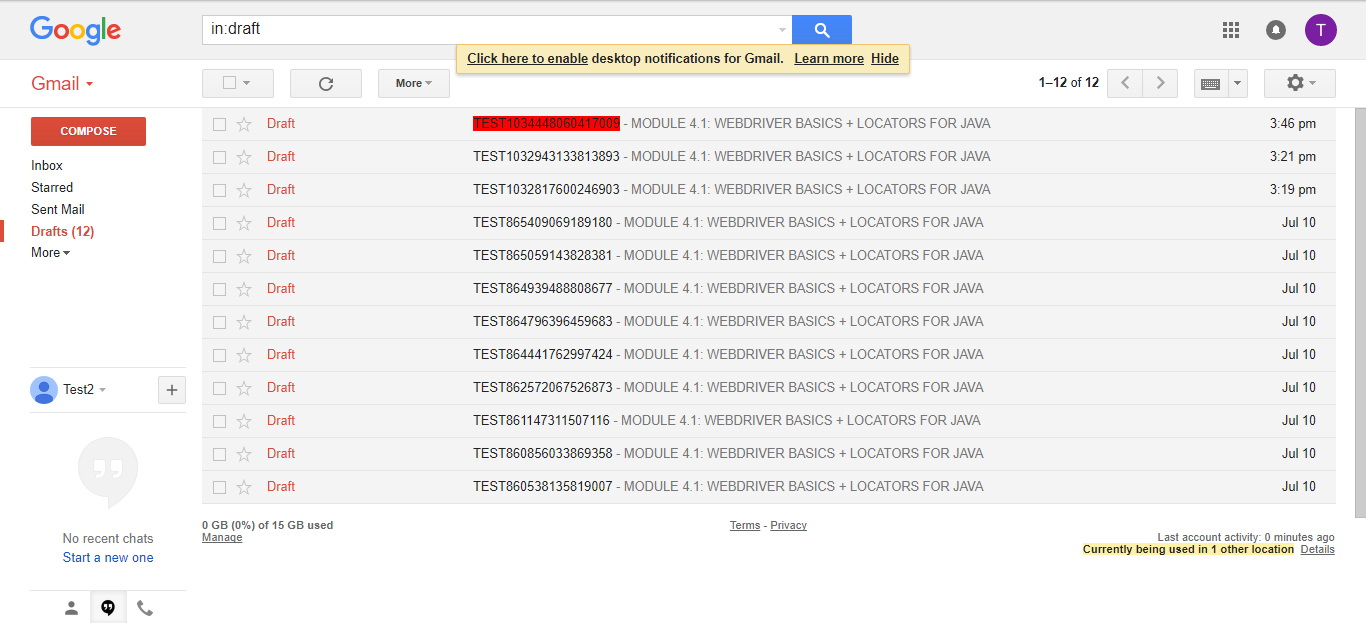 Google
in:draft
T
Click here to enable desktop notifications for Gmail. Learn more Hide
Gmail
More
1–12 of 12
COMPOSE
Inbox
Starred
Sent Mail
Drafts (12)
More
Draft TEST1034448060417009 - MODULE 4.1: WEBDRIVER BASICS + LOCATORS FOR JAVA 3:46 pm
Draft TEST1032943133813893 - MODULE 4.1: WEBDRIVER BASICS + LOCATORS FOR JAVA 3:21 pm
Draft TEST1032817600246903 - MODULE 4.1: WEBDRIVER BASICS + LOCATORS FOR JAVA 3:19 pm
Draft TEST865409069189180 - MODULE 4.1: WEBDRIVER BASICS + LOCATORS FOR JAVA Jul 10
Draft TEST865059143828381 - MODULE 4.1: WEBDRIVER BASICS + LOCATORS FOR JAVA Jul 10
Draft TEST864939488808677 - MODULE 4.1: WEBDRIVER BASICS + LOCATORS FOR JAVA Jul 10
Draft TEST864796396459683 - MODULE 4.1: WEBDRIVER BASICS + LOCATORS FOR JAVA Jul 10
Draft TEST864441762997424 - MODULE 4.1: WEBDRIVER BASICS + LOCATORS FOR JAVA Jul 10
Draft TEST862572067526873 - MODULE 4.1: WEBDRIVER BASICS + LOCATORS FOR JAVA Jul 10
Draft TEST861147311507116 - MODULE 4.1: WEBDRIVER BASICS + LOCATORS FOR JAVA Jul 10
Draft TEST860856033869358 - MODULE 4.1: WEBDRIVER BASICS + LOCATORS FOR JAVA Jul 10
Draft TEST860538135819007 - MODULE 4.1: WEBDRIVER BASICS + LOCATORS FOR JAVA Jul 10
Test2
No recent chats
Start a new one
0 GB (0%) of 15 GB used
Manage
Terms - Privacy
Last account activity: 0 minutes ago
Currently being used in 1 other location Details